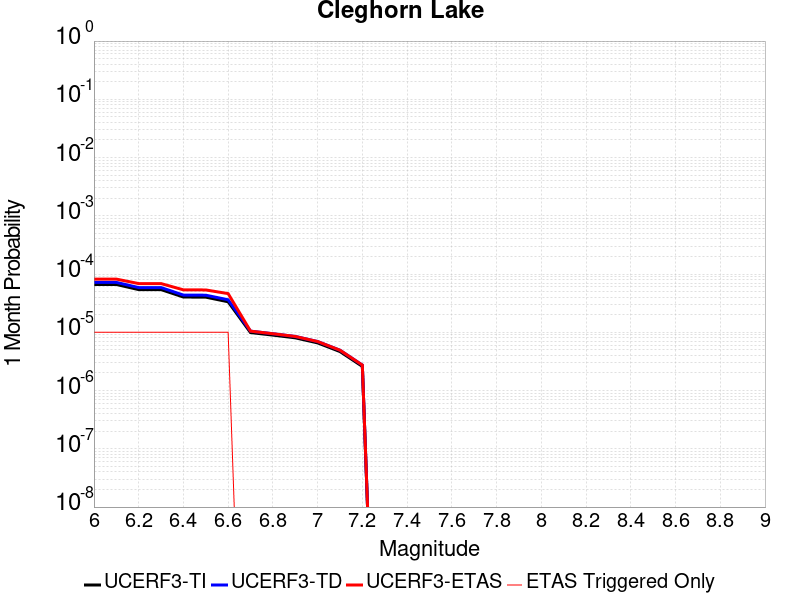 Cleghorn Lake
10^0
10^-1
10^-2
10^-3
10^-4
10^-5
10^-6
10^-7
10^-8
1 Month Probability
6 6.2 6.4 6.6 6.8 7 7.2 7.4 7.6 7.8 8 8.2 8.4 8.6 8.8 9
Magnitude
UCERF3-TI UCERF3-TD UCERF3-ETAS ETAS Triggered Only